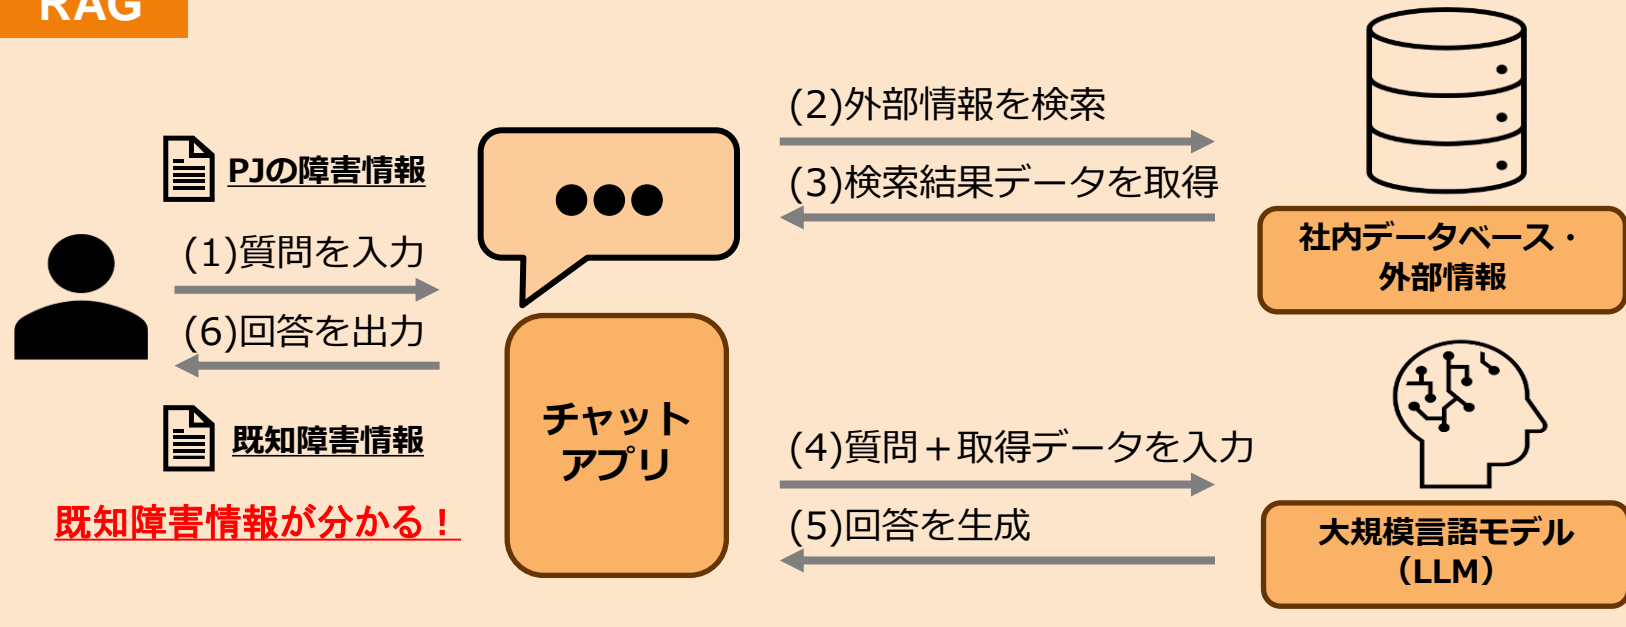 RAG
PJの障害情報
(1)質問を入力
(6)回答を出力
既知障害情報
既知障害情報が分かる！
チャット
アプリ
(2)外部情報を検索
(3)検索結果データを取得
社内データベース・
外部情報
(4)質問＋取得データを入力
(5)回答を生成
大規模言語モデル
（LLM）